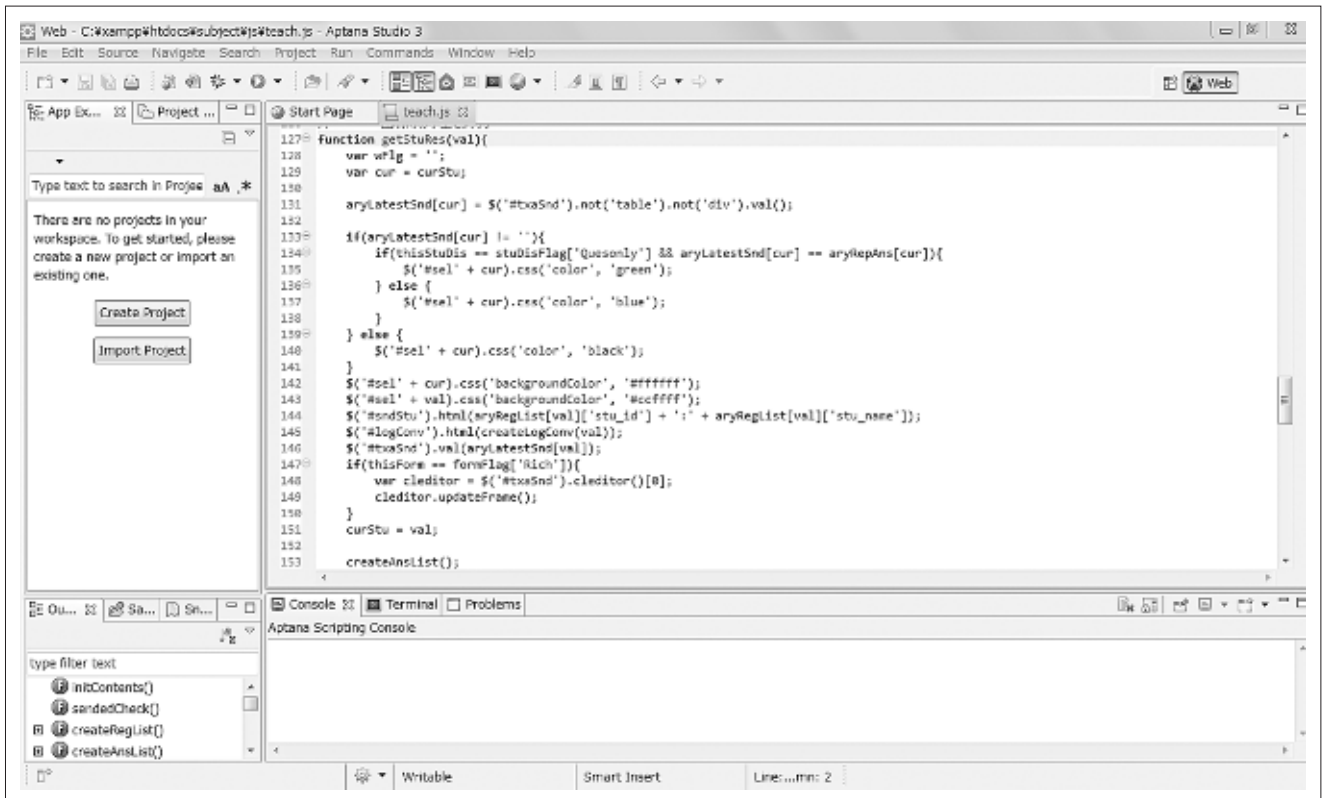 Web - C:¥xampp¥htdocs¥subject¥js¥teach.js - Aptana Studio 3
File Edit Source Navigate Search Project Run Commands Window Help
Web
App Ex... Project ...
Start Page teach.js
Type text to search in Projec aA .*
There are no projects in your
workspace. To get started, please
create a new project or import an
existing one.
Create Project
Import Project
127 function getStuRes(val){
128 var wFlg = '';
129 var cur = curStu;
130
131 aryLatestSnd[cur] = $('#txaSnd').not('table').not('div').val();
132
133 if(aryLatestSnd[cur] != ''){
134 if(thisStuDis == stuDisFlag['Quesonly'] && aryLatestSnd[cur] == aryRepAns[cur]){
135 $('#sel' + cur).css('color', 'green');
136 } else {
137 $('#sel' + cur).css('color', 'blue');
138 }
139 } else {
140 $('#sel' + cur).css('color', 'black');
141 }
142 $('#sel' + cur).css('backgroundColor', '#ffffff');
143 $('#sel' + val).css('backgroundColor', '#ccffff');
144 $('#sndStu').html(aryRegList[val]['stu_id'] + ':' + aryRegList[val]['stu_name']);
145 $('#logConv').html(createLogConv(val));
146 $('#txaSnd').val(aryLatestSnd[val]);
147 if(thisForm == formFlag['Rich']){
148 var cleditor = $('#txaSnd').cleditor()[0];
149 cleditor.updateFrame();
150 }
151 curStu = val;
152
153 createAnsList();
Ou... Sa... Sn...
type filter text
initContents()
sendedCheck()
createRegList()
createAnsList()
Console Terminal Problems
Aptana Scripting Console
Writable Smart Insert Line:...mn: 2